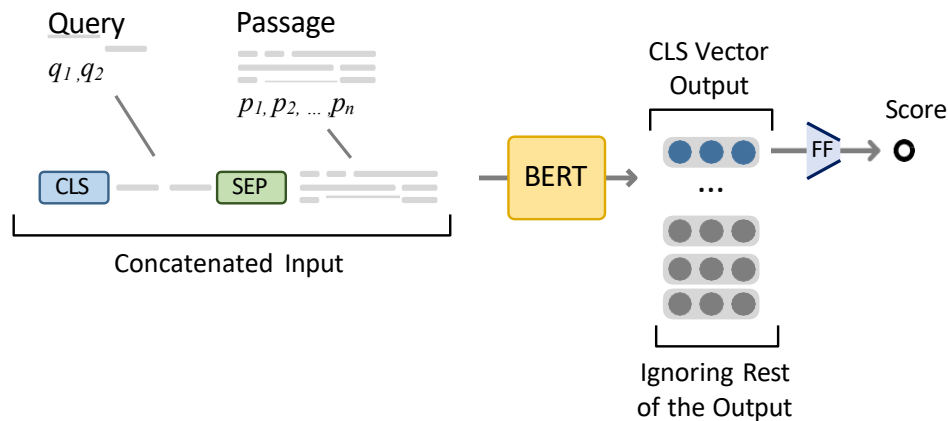 Query
q1 ,q2
Passage
p1, p2, ... ,pn
CLS
SEP
Concatenated Input
BERT
CLS Vector
Output
...
Ignoring Rest
of the Output
FF
Score